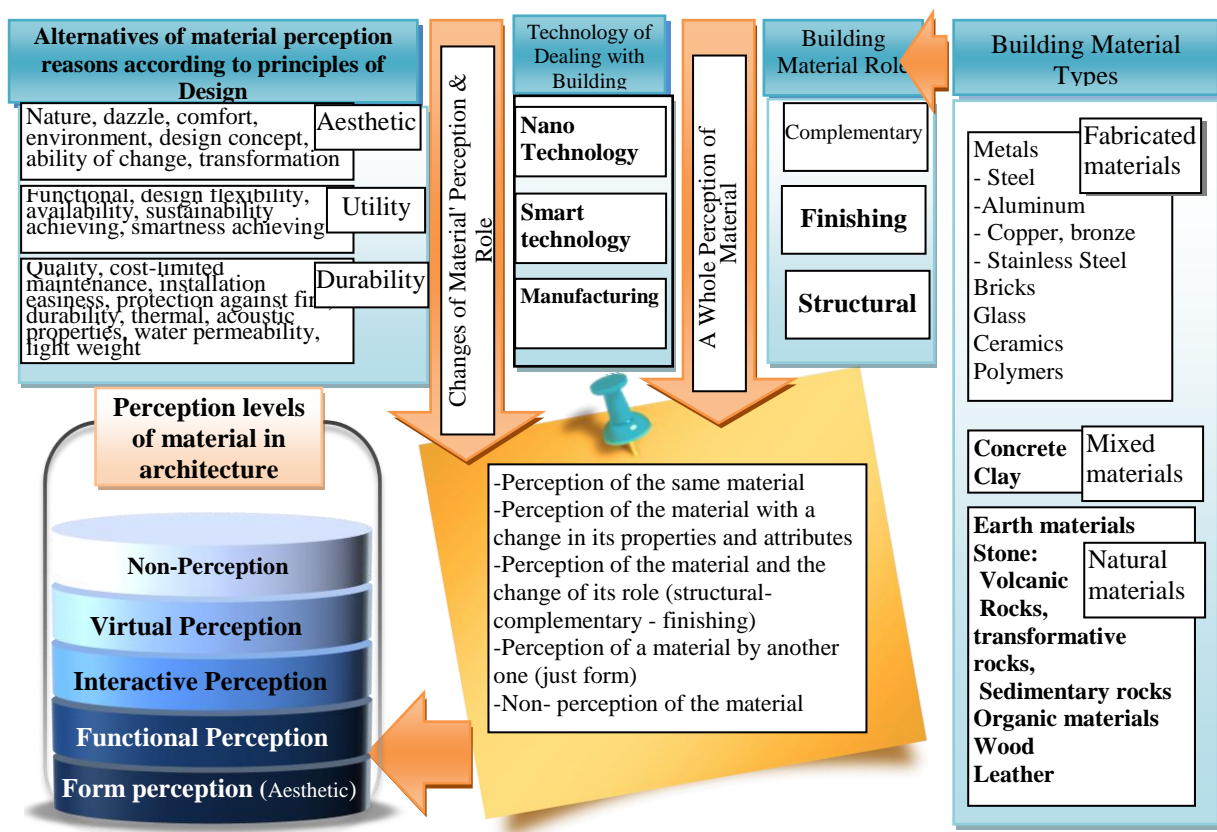 Alternatives of material perception
reasons according to principles of
Design
Nature, dazzle, comfort,
environment, design concept,
ability of change, transformation
Aesthetic
Functional, design flexibility,
availability, sustainability
achieving, smartness achieving
Utility
Quality, cost-limited
maintenance, installation
easiness, protection against
durability, thermal, acoustic
properties, water permeability,
light weight
Durability
Changes of Material' Perception &
Role
Technology of
Dealing with
Building
Nano
Technology
Smart
technology
Manufacturing
A Whole Perception of
Material
Building
Material Role
Complementary
Finishing
Structural
Building Material
Types
Metals
- Steel
-Aluminum
- Copper, bronze
- Stainless Steel
Bricks
Glass
Ceramics
Polymers
Fabricated
materials
Concrete
Clay
Mixed
materials
Earth materials
Stone:
Volcanic
Rocks,
transformative
rocks,
Sedimentary rocks
Organic materials
Wood
Leather
Natural
materials
Perception levels
of material in
architecture
Non-Perception
Virtual Perception
Interactive Perception
Functional Perception
Form perception (Aesthetic)
-Perception of the same material
-Perception of the material with a
change in its properties and attributes
-Perception of the material and the
change of its role (structural-
complementary - finishing)
-Perception of a material by another
one (just form)
-Non- perception of the material